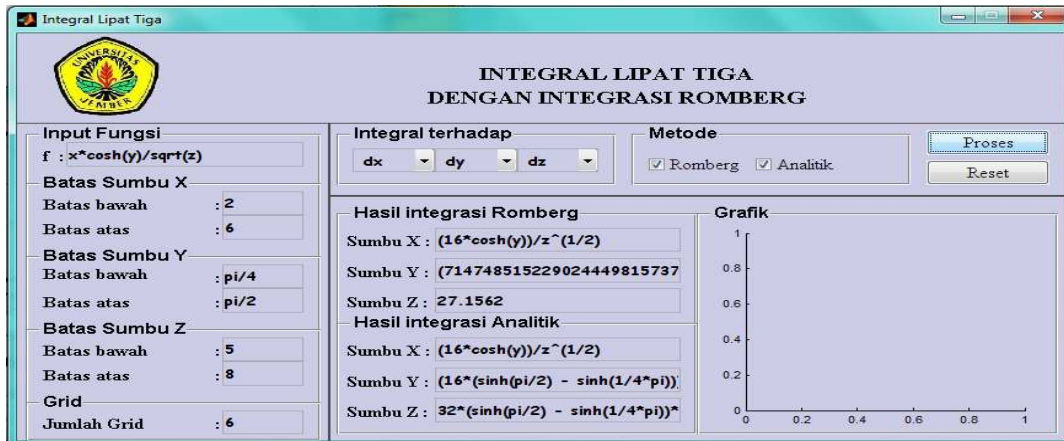 Integral Lipat Tiga
UNIVERSITAS
JEMBER
INTEGRAL LIPAT TIGA
DENGAN INTEGRASI ROMBERG
Input Fungsi
f : x*cosh(y)/sqrt(z)
Batas Sumbu X
Batas bawah : 2
Batas atas : 6
Batas Sumbu Y
Batas bawah : pi/4
Batas atas : pi/2
Batas Sumbu Z
Batas bawah : 5
Batas atas : 8
Grid
Jumlah Grid : 6
Integral terhadap
dx dy dz
Metode
Romberg Analitik
Proses
Reset
Hasil integrasi Romberg
Sumbu X : (16*cosh(y))/z^(1/2)
Sumbu Y : (714748515229024449815737
Sumbu Z : 27.1562
Hasil integrasi Analitik
Sumbu X : (16*cosh(y))/z^(1/2)
Sumbu Y : (16*(sinh(pi/2) - sinh(1/4*pi))
Sumbu Z : 32*(sinh(pi/2) - sinh(1/4*pi))*
Grafik
1
0.8
0.6
0.4
0.2
0
0 0.2 0.4 0.6 0.8 1